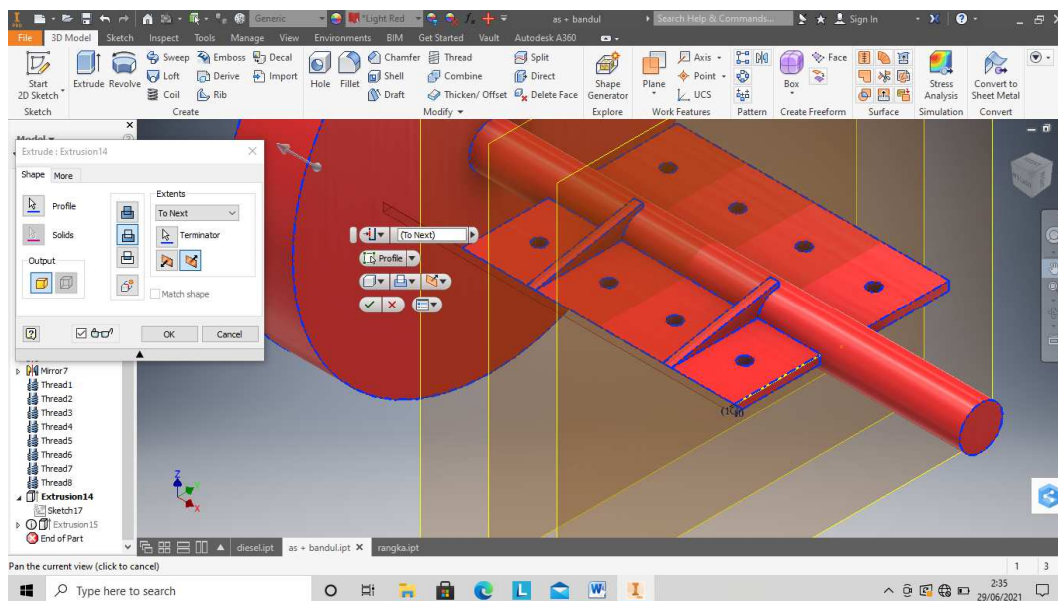 I PRO Generic *Light Red as + bandul Search Help & Commands... Sign In
File 3D Model Sketch Inspect Tools Manage View Environments BIM Get Started Vault Autodesk A360
Sweep Emboss Decal Chamfer Thread Split Axis Face
Loft Derive Import Shell Combine Direct Point
Coil Rib Draft Thicken/ Offset Delete Face UCS
Start 2D Sketch Extrude Revolve Hole Fillet Shape Generator Plane Box Stress Analysis Convert to Sheet Metal
Sketch Create Modify Explore Work Features Pattern Create Freeform Surface Simulation Convert
Model
Extrude : Extrusion14
Shape More
Profile
Solids
Output
Extents
To Next
Terminator
Match shape
OK Cancel
(To Next)
Profile
Mirror7
Thread1
Thread2
Thread3
Thread4
Thread5
Thread6
Thread7
Thread8
Extrusion14
Sketch17
Extrusion15
End of Part
Z
X
diesel.ipt as + bandul.ipt rangka.ipt
Pan the current view (click to cancel) 1 3
Type here to search
2:35
29/06/2021